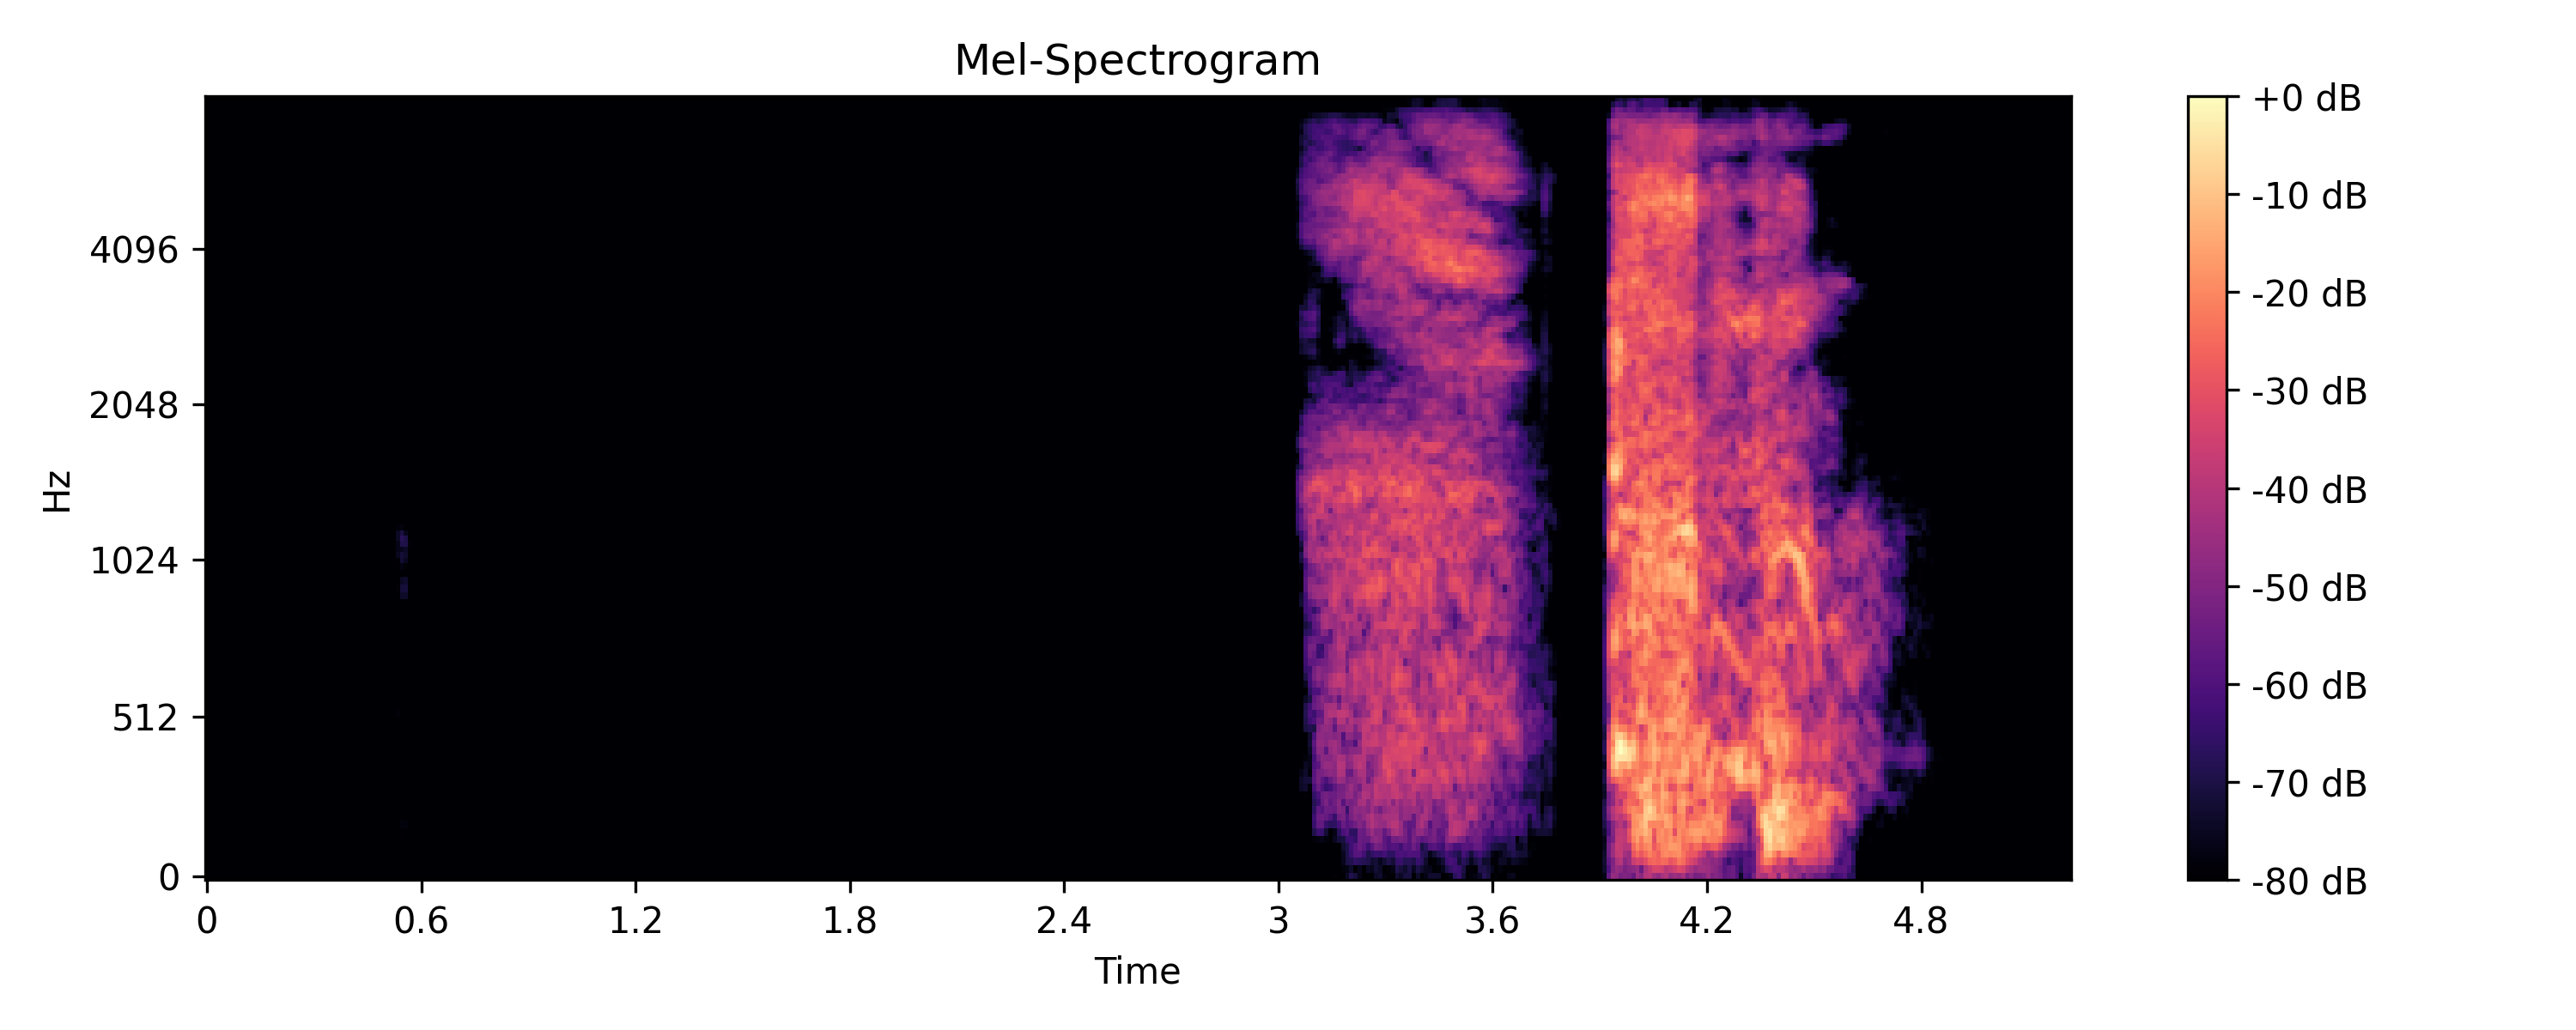 Mel-Spectrogram
+0 dB
-10 dB
-20 dB
-30 dB
-40 dB
-50 dB
-60 dB
-70 dB
-80 dB
Hz
4096
2048
1024
512
0
0 0.6 1.2 1.8 2.4 3 3.6 4.2 4.8
Time